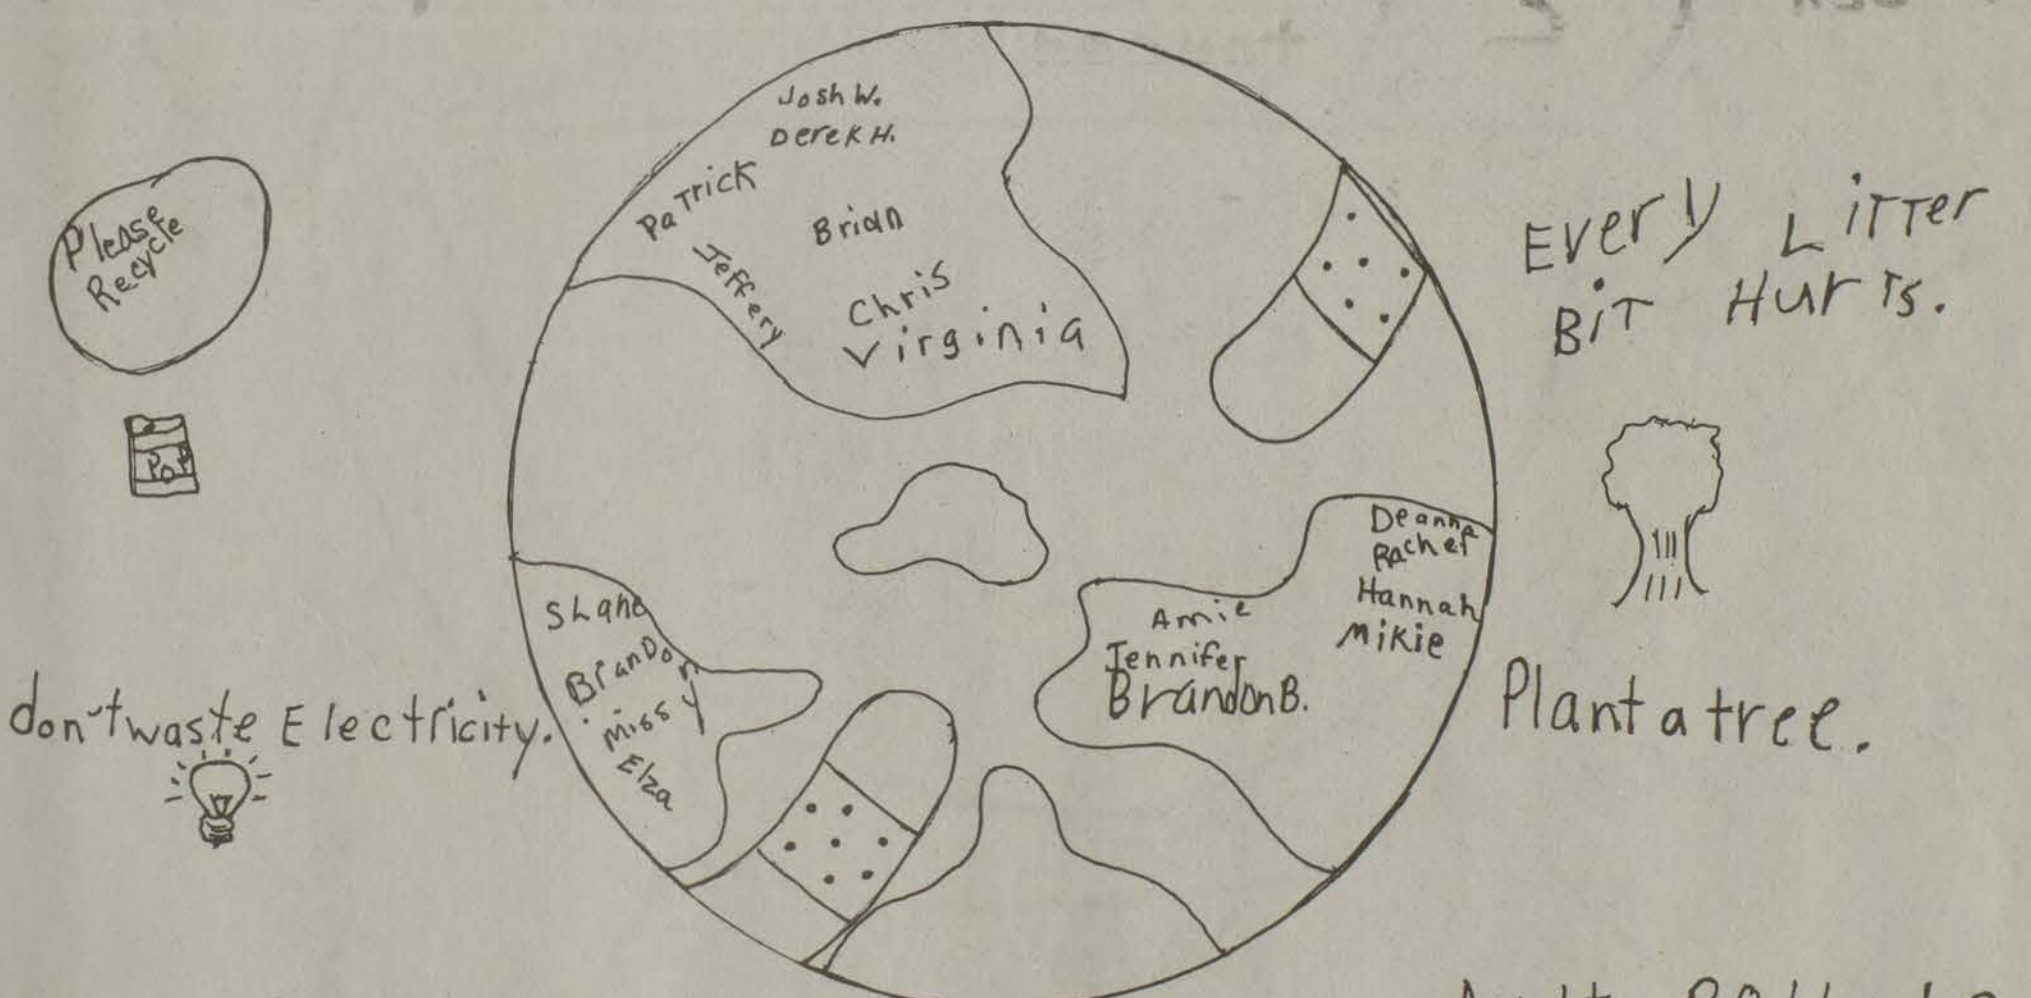 Please
Recycle
POP
don't waste Electricity.
Josh W.
Derek H.
Patrick
Jeffery
Brian
Chris
Virginia
Shane
Brandon
Missy
Elza
Amie
Jennifer
Brandon B.
Deanna
Rachel
Hannah
Mikie
Every Litter
Bit Hurts.
Plant a tree.